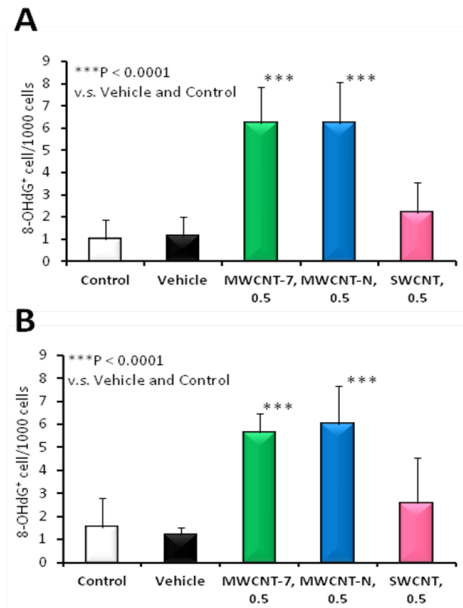 A
8-OHdG⁺ cell/1000 cells
9
8
7
6
5
4
3
2
1
0
***P < 0.0001
v.s. Vehicle and Control
***
***
Control
Vehicle
MWCNT-7,
0.5
MWCNT-N,
0.5
SWCNT,
0.5
B
8-OHdG⁺ cell/1000 cells
9
8
7
6
5
4
3
2
1
0
***P < 0.0001
v.s. Vehicle and Control
***
***
Control
Vehicle
MWCNT-7,
0.5
MWCNT-N,
0.5
SWCNT,
0.5